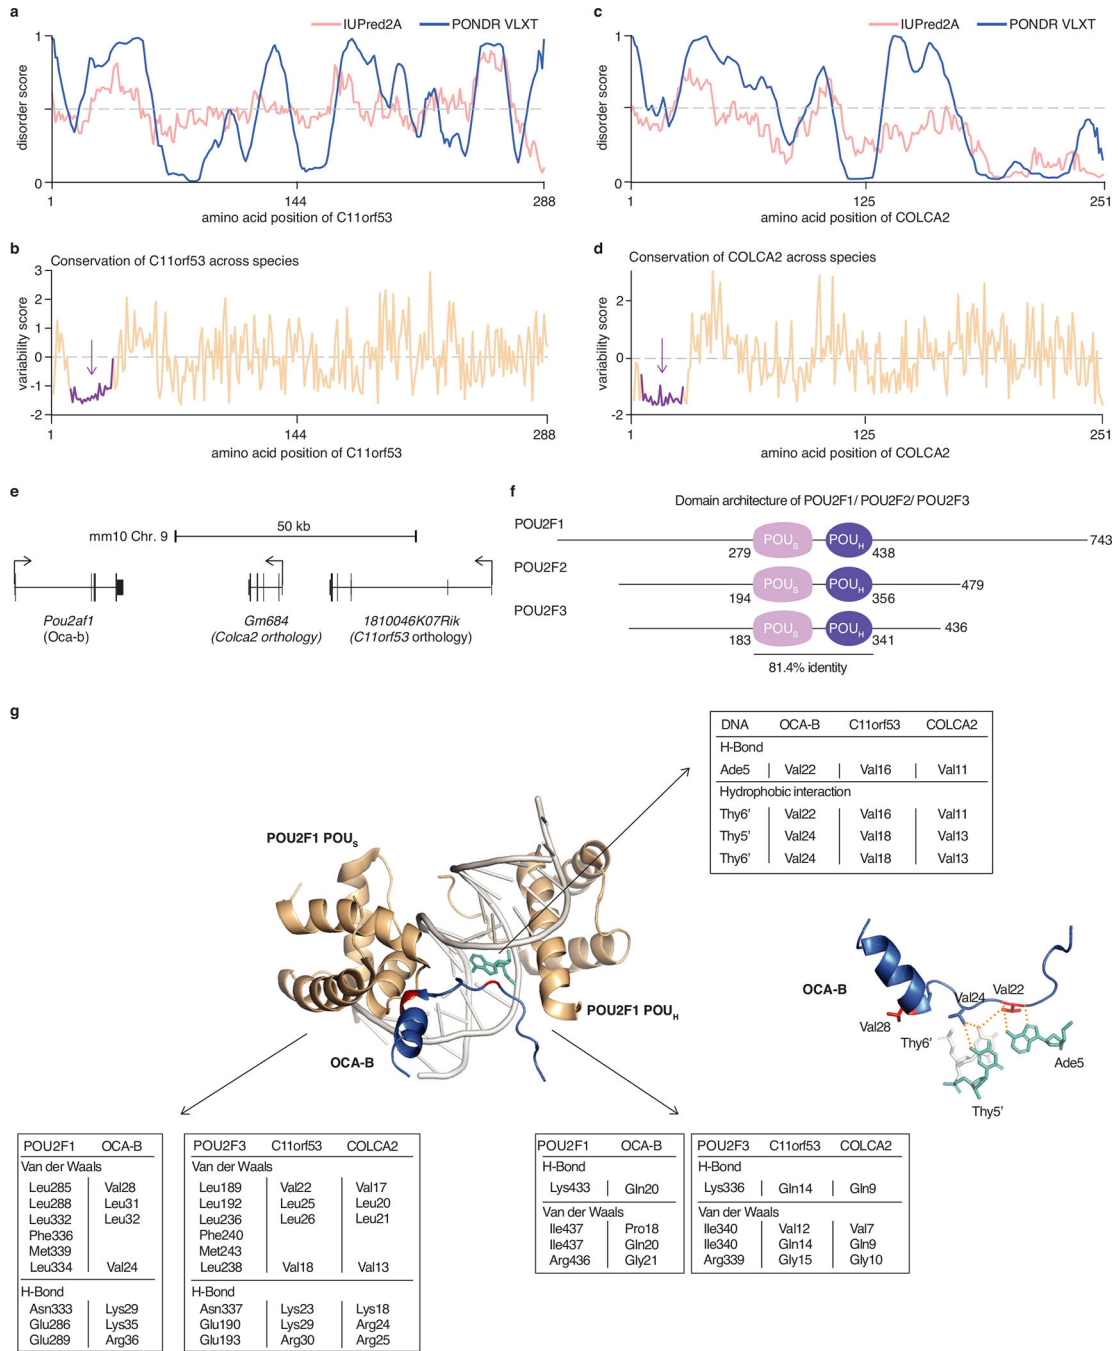 a
IUPred2A PONDR VLXT
1
disorder score
0
1 144 288
amino acid position of C11orf53
c
IUPred2A PONDR VLXT
1
disorder score
0
1 125 251
amino acid position of COLCA2
b
Conservation of C11orf53 across species
3
2
1
0
-1
-2
variability score
1 144 288
amino acid position of C11orf53
d
Conservation of COLCA2 across species
2
0
-2
variability score
1 125 251
amino acid position of COLCA2
e
50 kb
mm10 Chr. 9
Pou2af1
(Oca-b)
Gm684
(Colca2 orthology)
1810046K07Rik
(C11orf53 orthology)
f
Domain architecture of POU2F1/ POU2F2/ POU2F3
POU2F1
POUS POUH
279 438 743
POU2F2
POUS POUH
194 356 479
POU2F3
POUS POUH
183 341 436
81.4% identity
g
DNA OCA-B C11orf53 COLCA2
H-Bond
Ade5 Val22 Val16 Val11
Hydrophobic interaction
Thy6' Val22 Val16 Val11
Thy5' Val24 Val18 Val13
Thy6' Val24 Val18 Val13
POU2F1 POUS
POU2F1 POUH
OCA-B
OCA-B
Val24
Val22
Val28
Thy6'
Ade5
Thy5'
POU2F1 OCA-B
Van der Waals
Leu285 Val28
Leu288 Leu31
Leu332 Leu32
Phe336
Met339
Leu334 Val24
H-Bond
Asn333 Lys29
Glu286 Lys35
Glu289 Arg36
POU2F3 C11orf53 COLCA2
Van der Waals
Leu189 Val22 Val17
Leu192 Leu25 Leu20
Leu236 Leu26 Leu21
Phe240
Met243
Leu238 Val18 Val13
H-Bond
Asn337 Lys23 Lys18
Glu190 Lys29 Arg24
Glu193 Arg30 Arg25
POU2F1 OCA-B
H-Bond
Lys433 Gln20
Van der Waals
Ile437 Pro18
Ile437 Gln20
Arg436 Gly21
POU2F3 C11orf53 COLCA2
H-Bond
Lys336 Gln14 Gln9
Van der Waals
Ile340 Val12 Val7
Ile340 Gln14 Gln9
Arg339 Gly15 Gly10